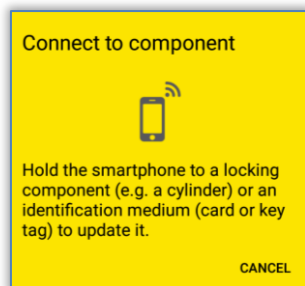 Connect to component
Hold the smartphone to a locking
component (e.g. a cylinder) or an
identification medium (card or key
tag) to update it.
CANCEL